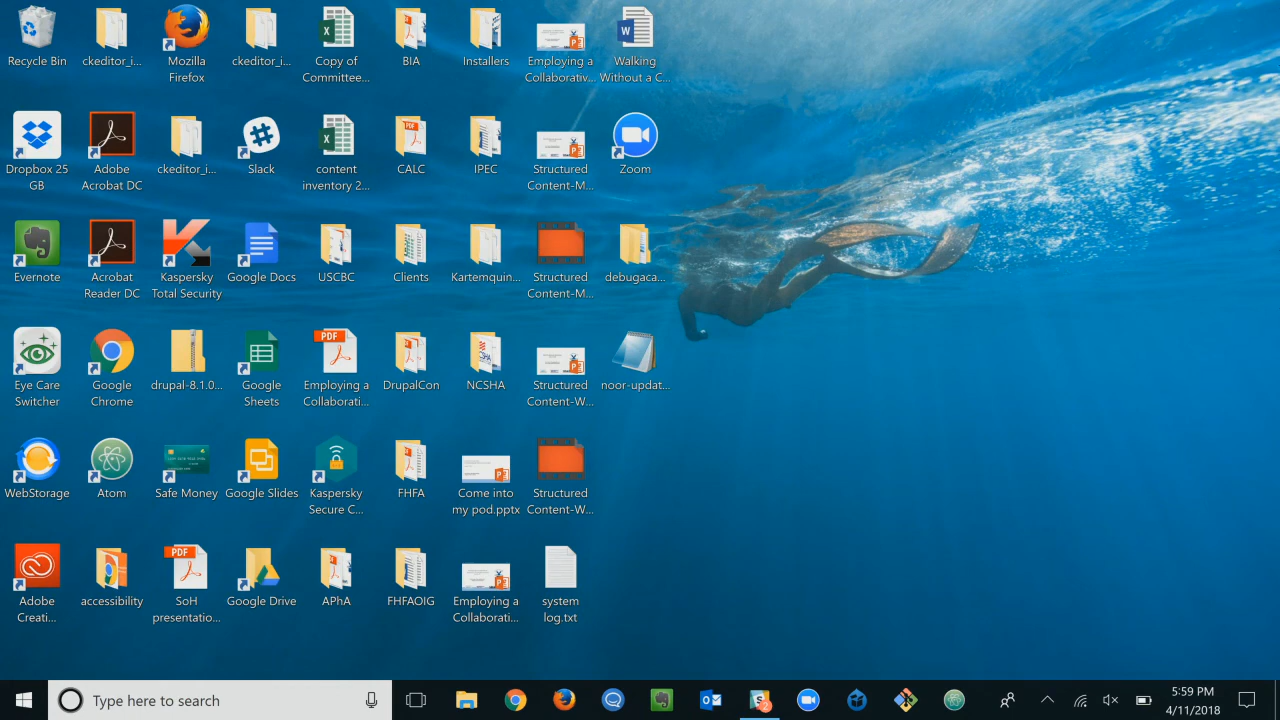 Recycle Bin
ckeditor_i...
Mozilla
Firefox
ckeditor_i...
Copy of
Committee...
BIA
Installers
Employing a
Collaborativ...
Walking
Without a C...
Dropbox 25
GB
Adobe
Acrobat DC
ckeditor_i...
Slack
content
inventory 2...
PDF
CALC
IPEC
Structured
Content-M...
Zoom
Evernote
Acrobat
Reader DC
Kaspersky
Total Security
Google Docs
USCBC
Clients
Kartemquin...
Structured
Content-M...
debugaca...
Eye Care
Switcher
Google
Chrome
drupal-8.1.0...
Google
Sheets
PDF
Employing a
Collaborati...
DrupalCon
NCSHA
Structured
Content-W...
noor-updat...
WebStorage
Atom
Safe Money
Google Slides
Kaspersky
Secure C...
FHFA
Come into
my pod.pptx
Structured
Content-W...
Adobe
Creati...
accessibility
PDF
SoH
presentatio...
Google Drive
APhA
FHFAOIG
Employing a
Collaborati...
system
log.txt
Type here to search
2
5:59 PM
4/11/2018